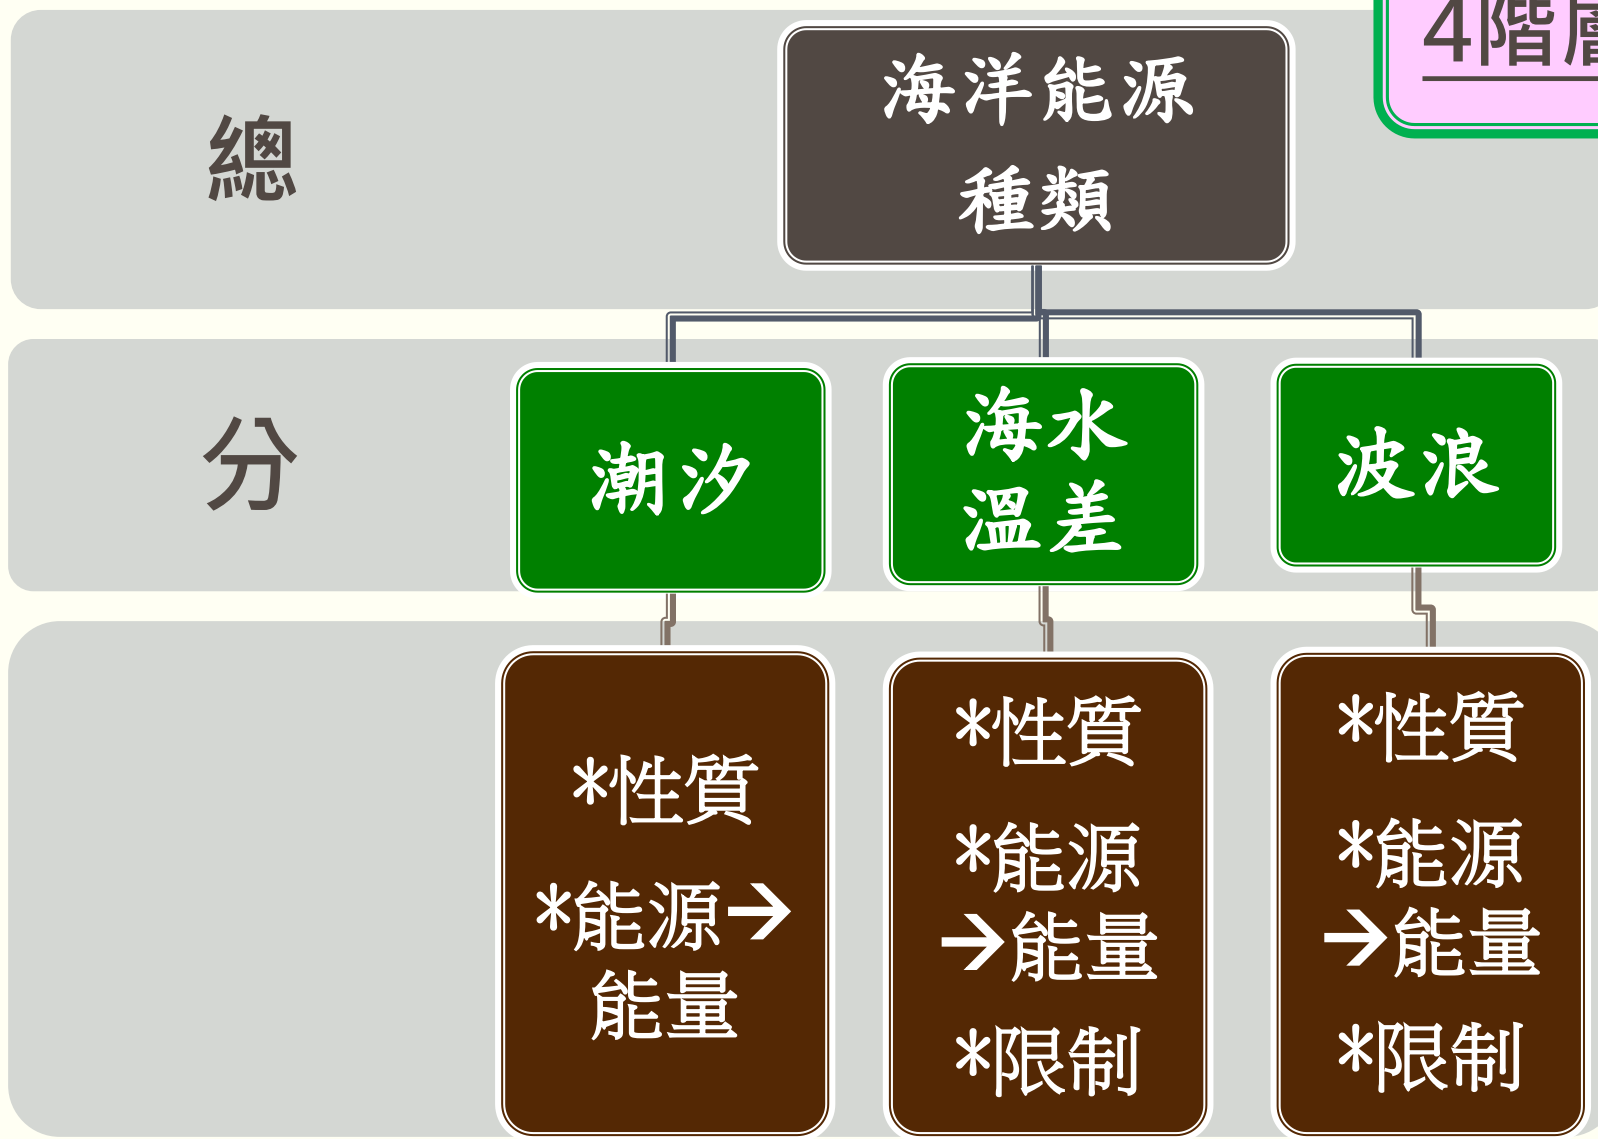 4階層
總
海洋能源
種類
分
潮汐
海水
溫差
波浪
*性質
*能源→
能量
*性質
*能源
→能量
*限制
*性質
*能源
→能量
*限制